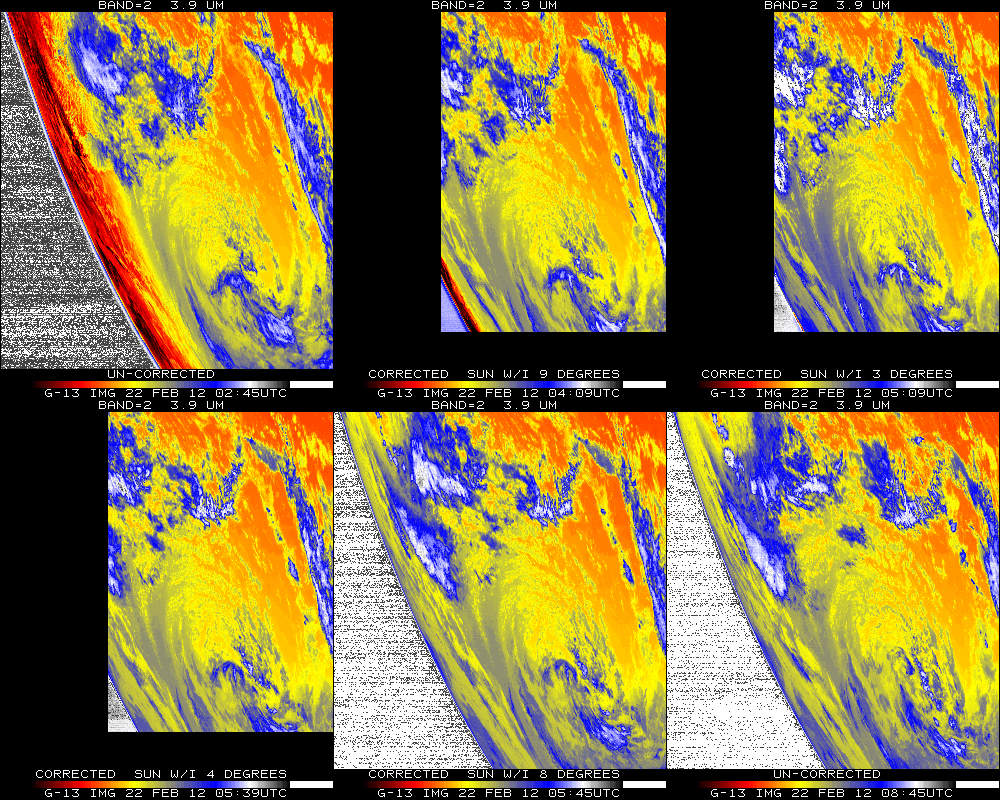 BAND=2 3.9 UM
UN-CORRECTED
G-13 IMG 22 FEB 12 02:45UTC
BAND=2 3.9 UM
CORRECTED SUN W/I 9 DEGREES
G-13 IMG 22 FEB 12 04:09UTC
BAND=2 3.9 UM
CORRECTED SUN W/I 3 DEGREES
G-13 IMG 22 FEB 12 05:09UTC
BAND=2 3.9 UM
CORRECTED SUN W/I 4 DEGREES
G-13 IMG 22 FEB 12 05:39UTC
BAND=2 3.9 UM
CORRECTED SUN W/I 8 DEGREES
G-13 IMG 22 FEB 12 05:45UTC
BAND=2 3.9 UM
UN-CORRECTED
G-13 IMG 22 FEB 12 08:45UTC